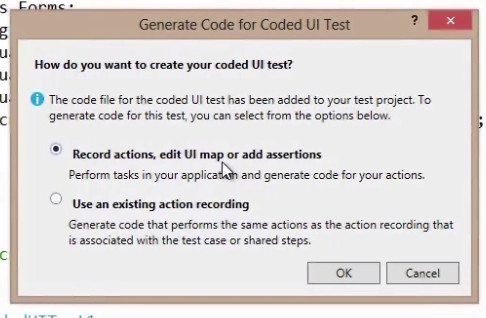 s Forms;
Generate Code for Coded UI Test
?
How do you want to create your coded UI test?
The code file for the coded UI test has been added to your test project. To
generate code for this test, you can select from the options below.
Record actions, edit UI map or add assertions
Perform tasks in your application and generate code for your actions.
Use an existing action recording
Generate code that performs the same actions as the action recording that
is associated with the test case or shared steps.
OK
Cancel